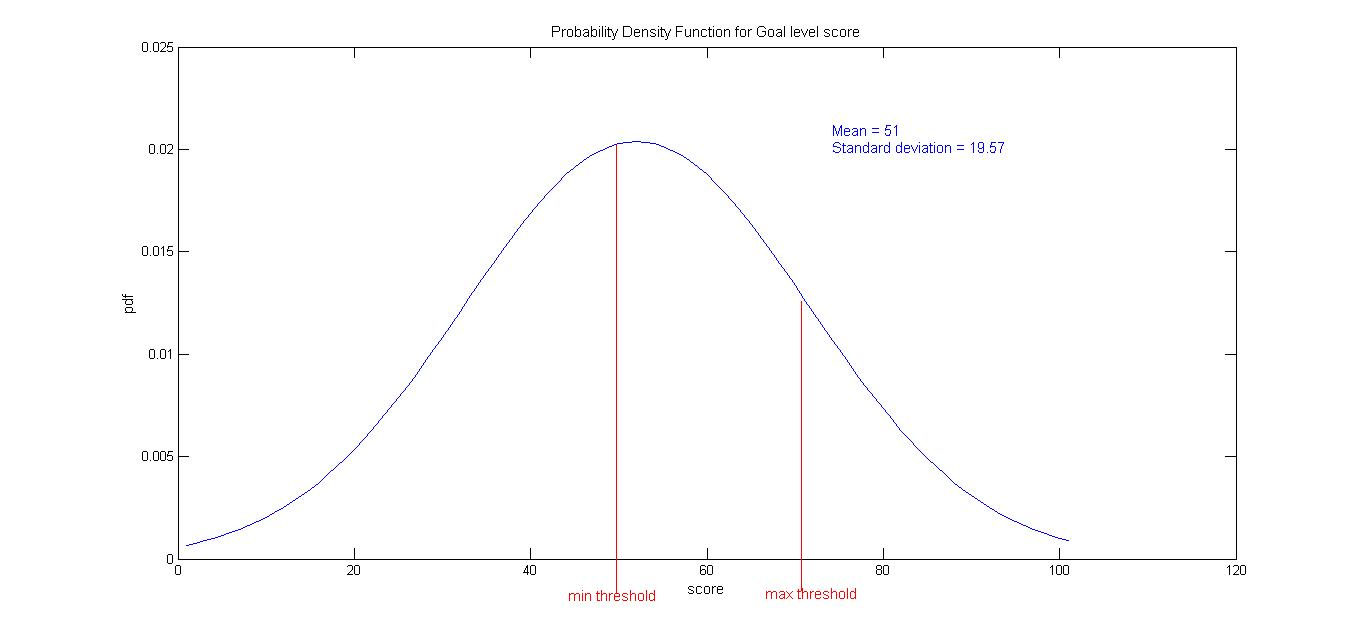 Probability Density Function for Goal level score
0.025
0.02
0.015
0.01
0.005
0
pdf
Mean = 51
Standard deviation = 19.57
0 20 40 60 80 100 120
min threshold
score
max threshold